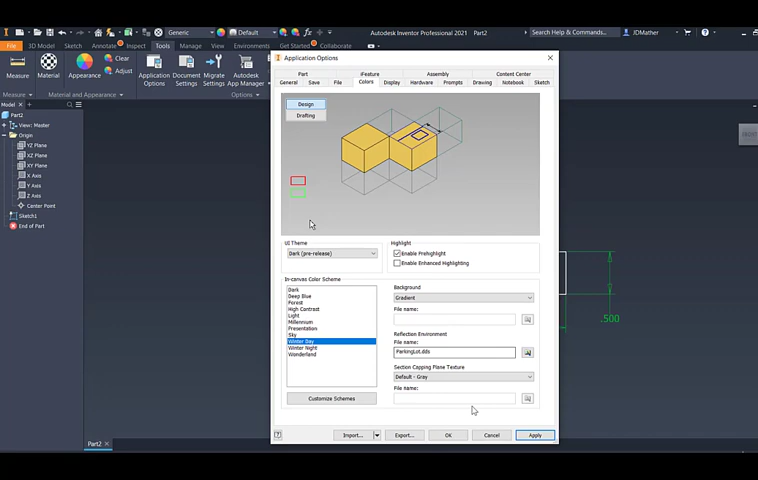 Generic
Default
Autodesk Inventor Professional 2021 Part2
Search Help & Commands...
JDMather
File
3D Model
Sketch
Annotate
Inspect
Tools
Manage
View
Environments
Get Started
Collaborate
Measure
Material
Appearance
Clear
Adjust
Application Options
Document Settings
Migrate Settings
Autodesk App Manager
Measure
Material and Appearance
Options
Model
Part2
View: Master
Origin
YZ Plane
XZ Plane
XY Plane
X Axis
Y Axis
Z Axis
Center Point
Sketch1
End of Part
Application Options
Part
iFeature
Assembly
Content Center
General
Save
File
Colors
Display
Hardware
Prompts
Drawing
Notebook
Sketch
Design
Drafting
UI Theme
Dark (pre-release)
Highlight
Enable Prehighlight
Enable Enhanced Highlighting
In-canvas Color Scheme
Dark
Deep Blue
Forest
High Contrast
Light
Millennium
Presentation
Sky
Winter Day
Winter Night
Wonderland
Customize Schemes
Background
Gradient
File name:
Reflection Environment
File name:
ParkingLot.dds
Section Capping Plane Texture
Default - Gray
File name:
Import...
Export...
OK
Cancel
Apply
FRONT
.500
Part2